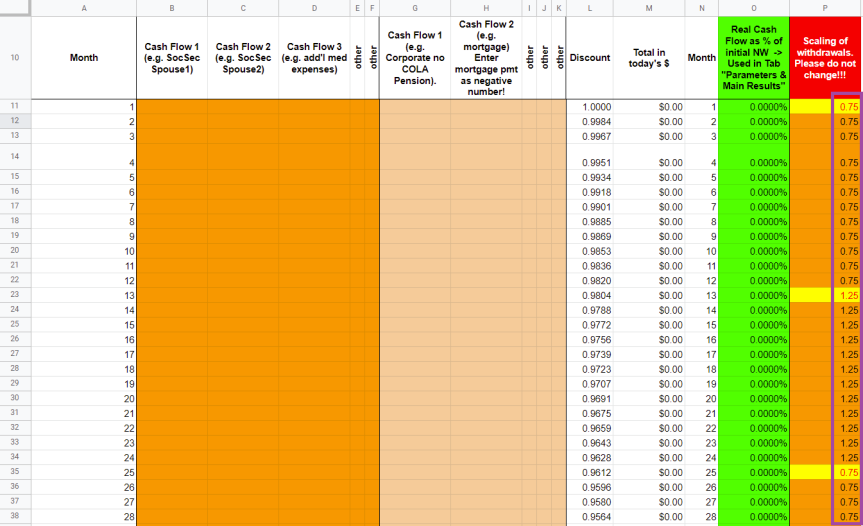 A B C D E F G H I J K L M N O P
10 Month Cash Flow 1 (e.g. SocSec Spouse1) Cash Flow 2 (e.g. SocSec Spouse2) Cash Flow 3 (e.g. add'l med expenses) other other Cash Flow 1 (e.g. Corporate no COLA Pension). Cash Flow 2 (e.g. mortgage) Enter mortgage pmt as negative number! other other other Discount Total in today's $ Month Real Cash Flow as % of initial NW -> Used in Tab "Parameters & Main Results" Scaling of withdrawals. Please do not change!!!
11 1 1.0000 $0.00 1 0.0000% 0.75
12 2 0.9984 $0.00 2 0.0000% 0.75
13 3 0.9967 $0.00 3 0.0000% 0.75
14 4 0.9951 $0.00 4 0.0000% 0.75
15 5 0.9934 $0.00 5 0.0000% 0.75
16 6 0.9918 $0.00 6 0.0000% 0.75
17 7 0.9901 $0.00 7 0.0000% 0.75
18 8 0.9885 $0.00 8 0.0000% 0.75
19 9 0.9869 $0.00 9 0.0000% 0.75
20 10 0.9853 $0.00 10 0.0000% 0.75
21 11 0.9836 $0.00 11 0.0000% 0.75
22 12 0.9820 $0.00 12 0.0000% 0.75
23 13 0.9804 $0.00 13 0.0000% 1.25
24 14 0.9788 $0.00 14 0.0000% 1.25
25 15 0.9772 $0.00 15 0.0000% 1.25
26 16 0.9756 $0.00 16 0.0000% 1.25
27 17 0.9739 $0.00 17 0.0000% 1.25
28 18 0.9723 $0.00 18 0.0000% 1.25
29 19 0.9707 $0.00 19 0.0000% 1.25
30 20 0.9691 $0.00 20 0.0000% 1.25
31 21 0.9675 $0.00 21 0.0000% 1.25
32 22 0.9659 $0.00 22 0.0000% 1.25
33 23 0.9643 $0.00 23 0.0000% 1.25
34 24 0.9628 $0.00 24 0.0000% 1.25
35 25 0.9612 $0.00 25 0.0000% 0.75
36 26 0.9596 $0.00 26 0.0000% 0.75
37 27 0.9580 $0.00 27 0.0000% 0.75
38 28 0.9564 $0.00 28 0.0000% 0.75